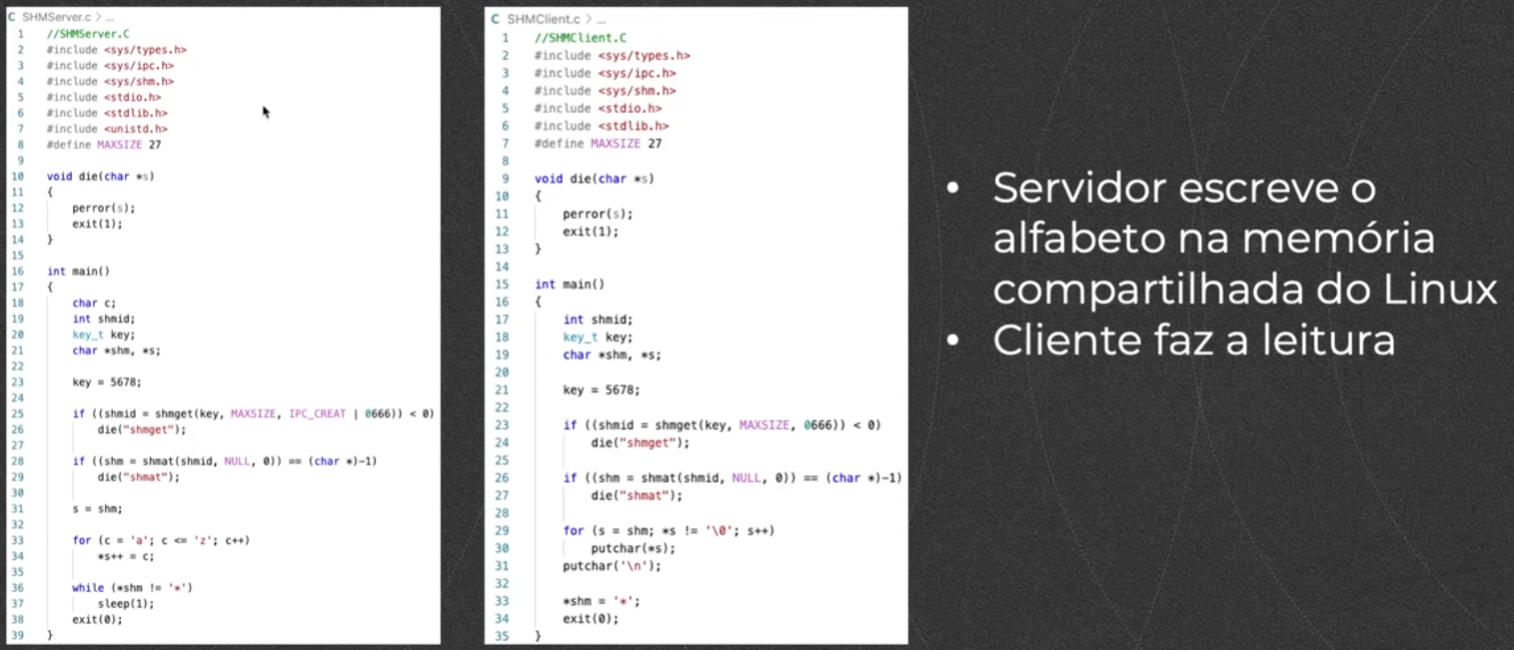 C SHMServer.c > ...
1 //SHMServer.C
2 #include <sys/types.h>
3 #include <sys/ipc.h>
4 #include <sys/shm.h>
5 #include <stdio.h>
6 #include <stdlib.h>
7 #include <unistd.h>
8 #define MAXSIZE 27
9
10 void die(char *s)
11 {
12 perror(s);
13 exit(1);
14 }
15
16 int main()
17 {
18 char c;
19 int shmid;
20 key_t key;
21 char *shm, *s;
22
23 key = 5678;
24
25 if ((shmid = shmget(key, MAXSIZE, IPC_CREAT | 0666)) < 0)
26 die("shmget");
27
28 if ((shm = shmat(shmid, NULL, 0)) == (char *)-1)
29 die("shmat");
30
31 s = shm;
32
33 for (c = 'a'; c <= 'z'; c++)
34 *s++ = c;
35
36 while (*shm != '*')
37 sleep(1);
38 exit(0);
39 }
C SHMClient.c > ...
1 //SHMClient.C
2 #include <sys/types.h>
3 #include <sys/ipc.h>
4 #include <sys/shm.h>
5 #include <stdio.h>
6 #include <stdlib.h>
7 #define MAXSIZE 27
8
9 void die(char *s)
10 {
11 perror(s);
12 exit(1);
13 }
14
15 int main()
16 {
17 int shmid;
18 key_t key;
19 char *shm, *s;
20
21 key = 5678;
22
23 if ((shmid = shmget(key, MAXSIZE, 0666)) < 0)
24 die("shmget");
25
26 if ((shm = shmat(shmid, NULL, 0)) == (char *)-1)
27 die("shmat");
28
29 for (s = shm; *s != '\0'; s++)
30 putchar(*s);
31 putchar('\n');
32
33 *shm = '*';
34 exit(0);
35 }
• Servidor escreve o
alfabeto na memória
compartilhada do Linux
• Cliente faz a leitura